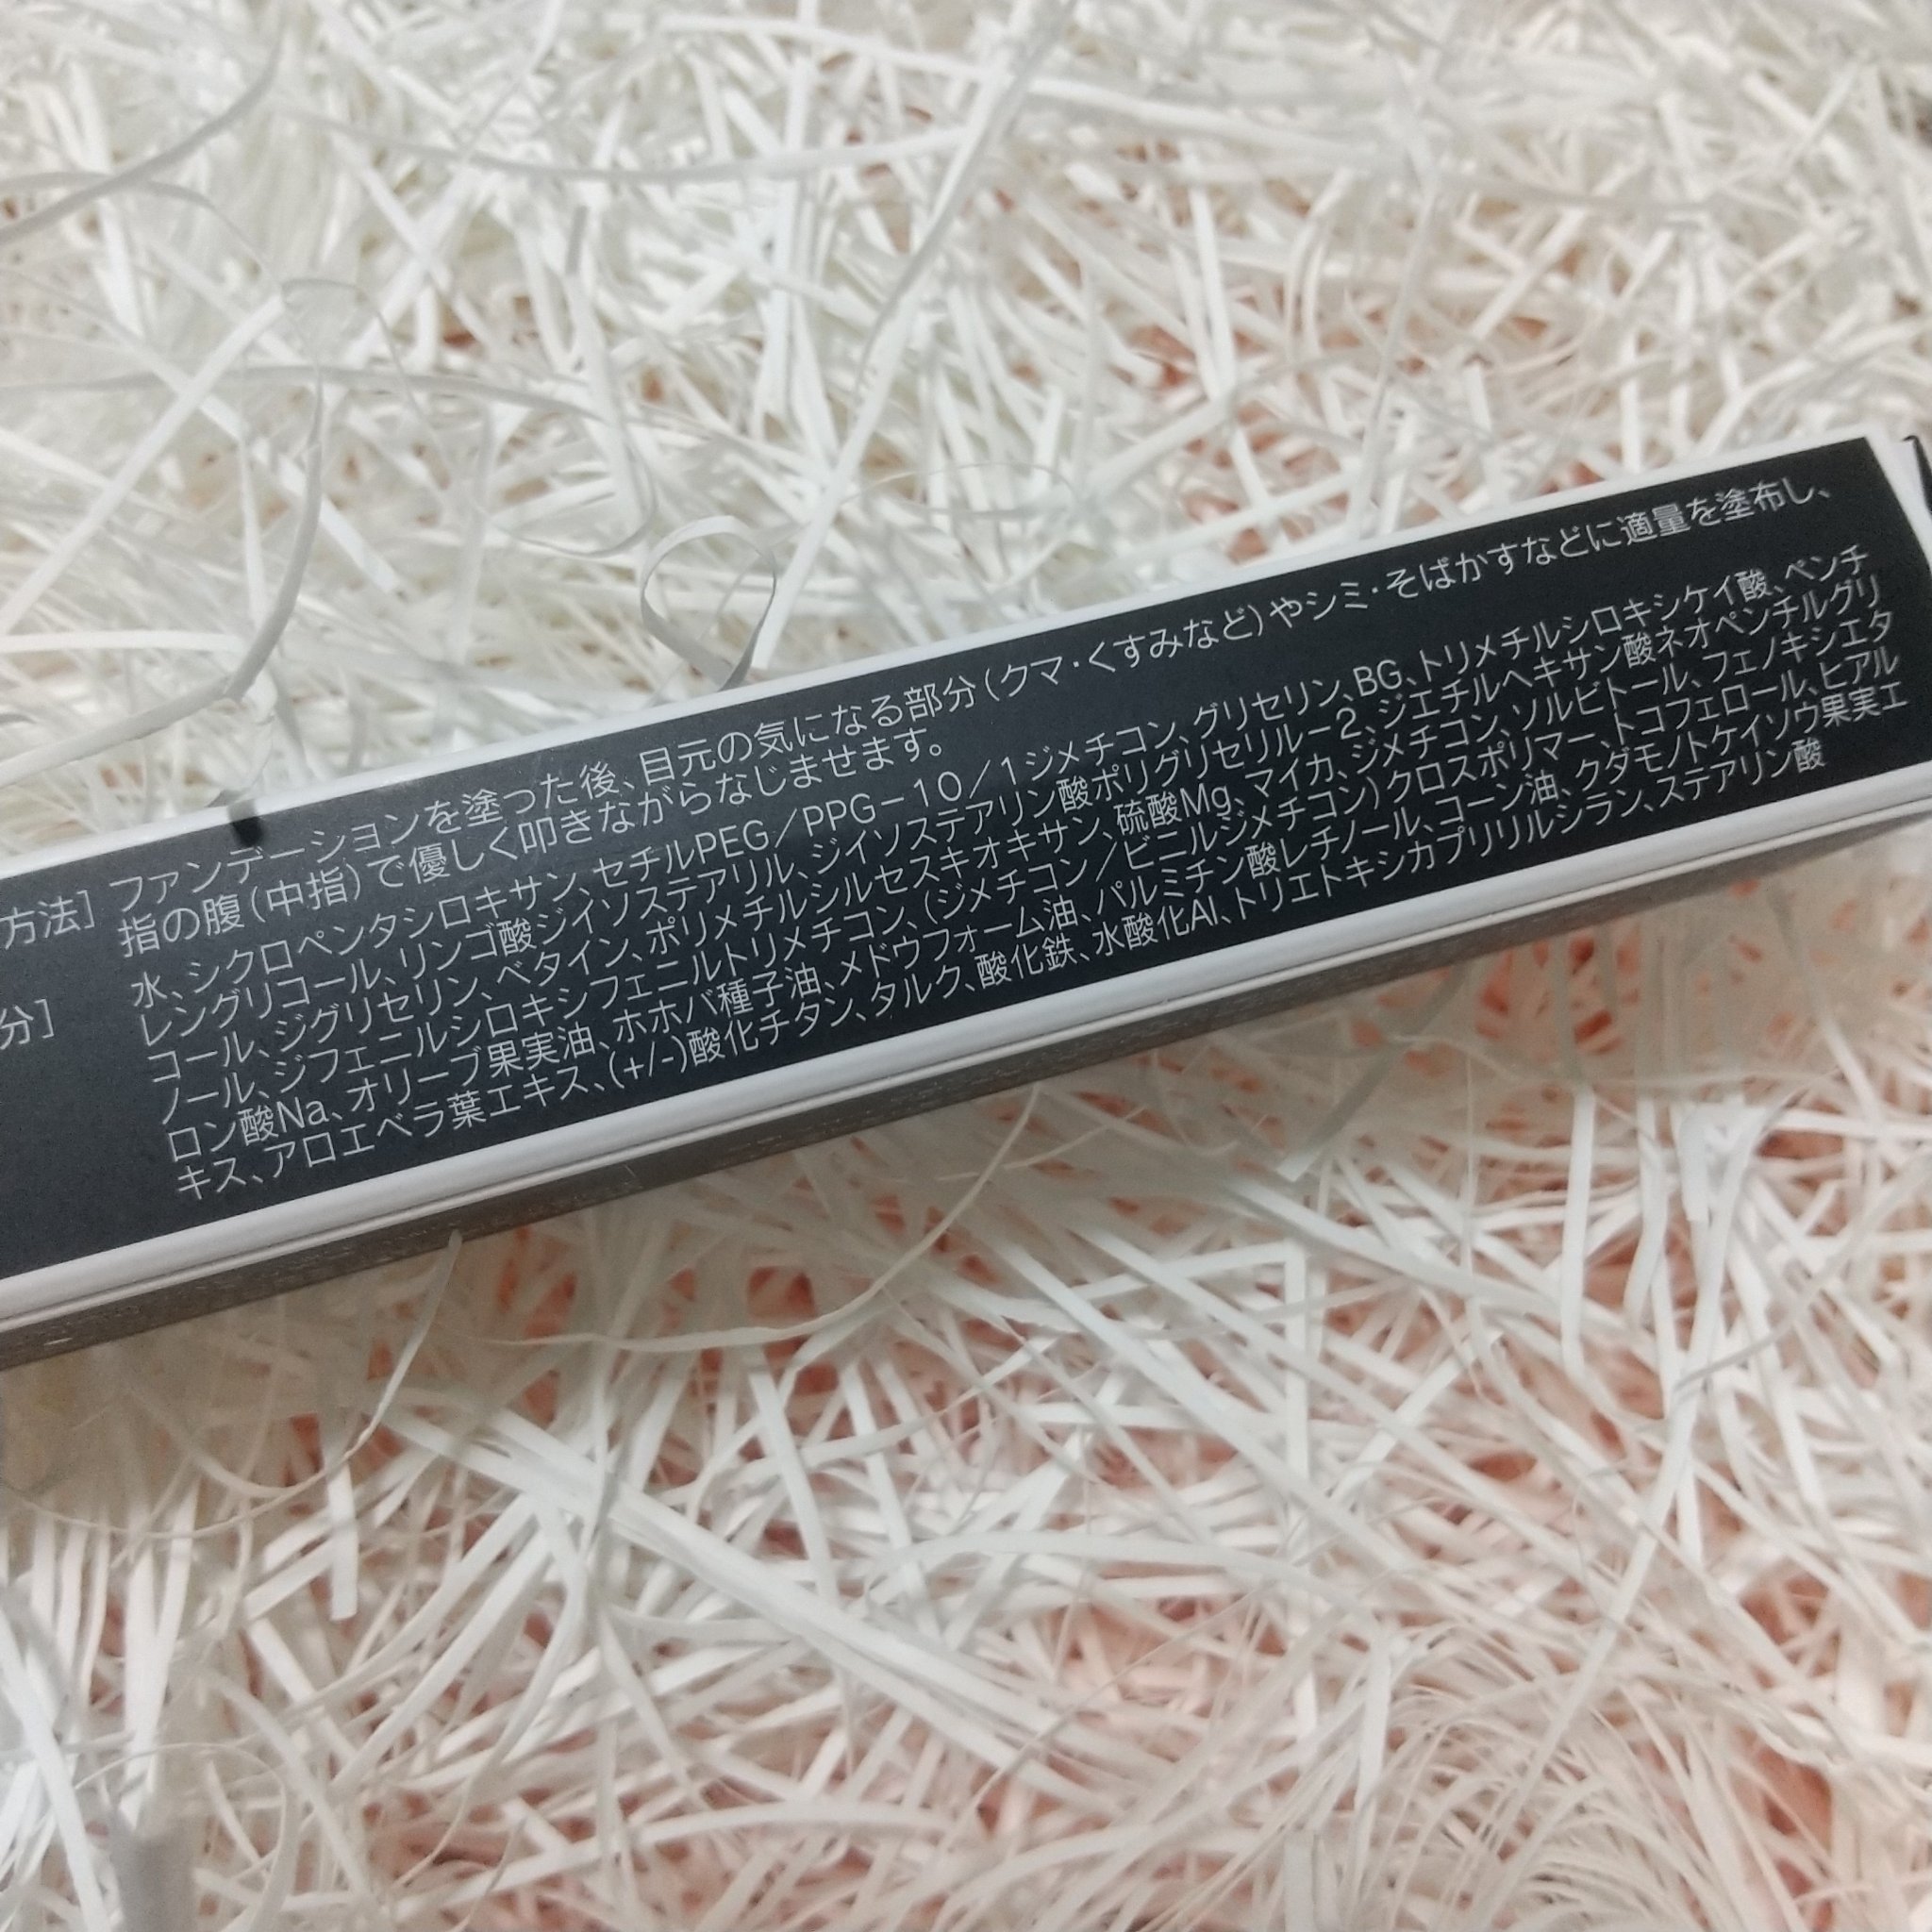 方法] ファンデーションを塗った後、目元の気になる部分(クマ・くすみなど)やシミ・そばかすなどに適量を塗布し、
指の腹(中指)で優しく叩きながらなじませます。
分] 水、シクロペンタシロキサン、セチルPEG/PPG-10/1ジメチコン、グリセリン、BG、トリメチルシロキシケイ酸、ペンチ
レングリコール、リンゴ酸ジイソステアリル、ジイソステアリン酸ポリグリセリル-2、ジエチルヘキサン酸ネオペンチルグリ
コール、ジグリセリン、ベタイン、ポリメチルシルセスキオキサン、硫酸Mg、マイカ、ジメチコン、ソルビトール、フェノキシエタ
ノール、ジフェニルシロキシフェニルトリメチコン、(ジメチコン/ビニルジメチコン)クロスポリマー、トコフェロール、ヒアル
ロン酸Na、オリーブ果実油、ホホバ種子油、メドウフォーム油、パルミチン酸レチノール、コーン油、クダモノトケイソウ果実エ
キス、アロエベラ葉エキス、(+/-)酸化チタン、タルク、酸化鉄、水酸化Al、トリエトキシカプリリルシラン、ステアリン酸